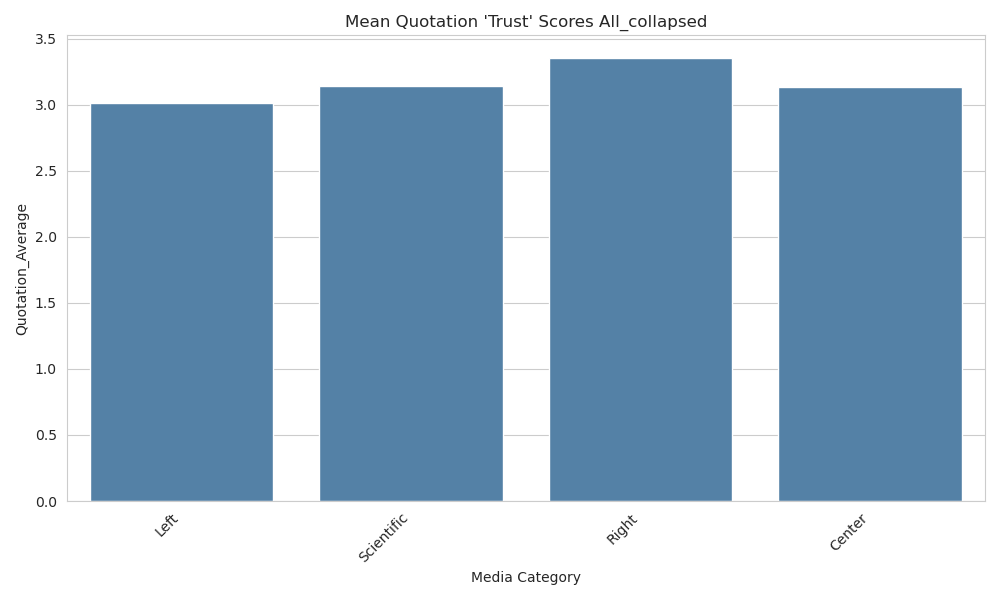 Mean Quotation 'Trust' Scores All_collapsed
3.5
3.0
2.5
2.0
1.5
1.0
0.5
0.0
Quotation_Average
Left
Scientific
Right
Center
Media Category